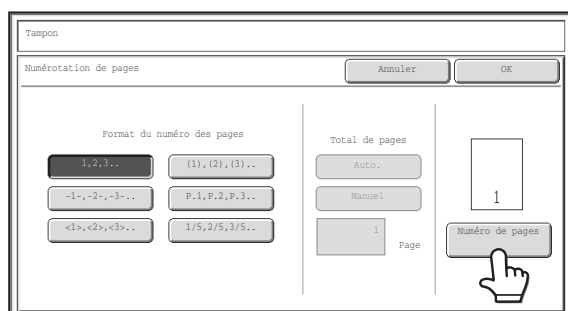 Tampon
Numérotation de pages
Annuler
OK
Format du numéro des pages
1,2,3..
(1),(2),(3)..
-1-,-2-,-3-..
P.1,P.2,P.3..
<1>,<2>,<3>..
1/5,2/5,3/5..
Total de pages
Auto.
Manuel
1
Page
1
Numéro de pages